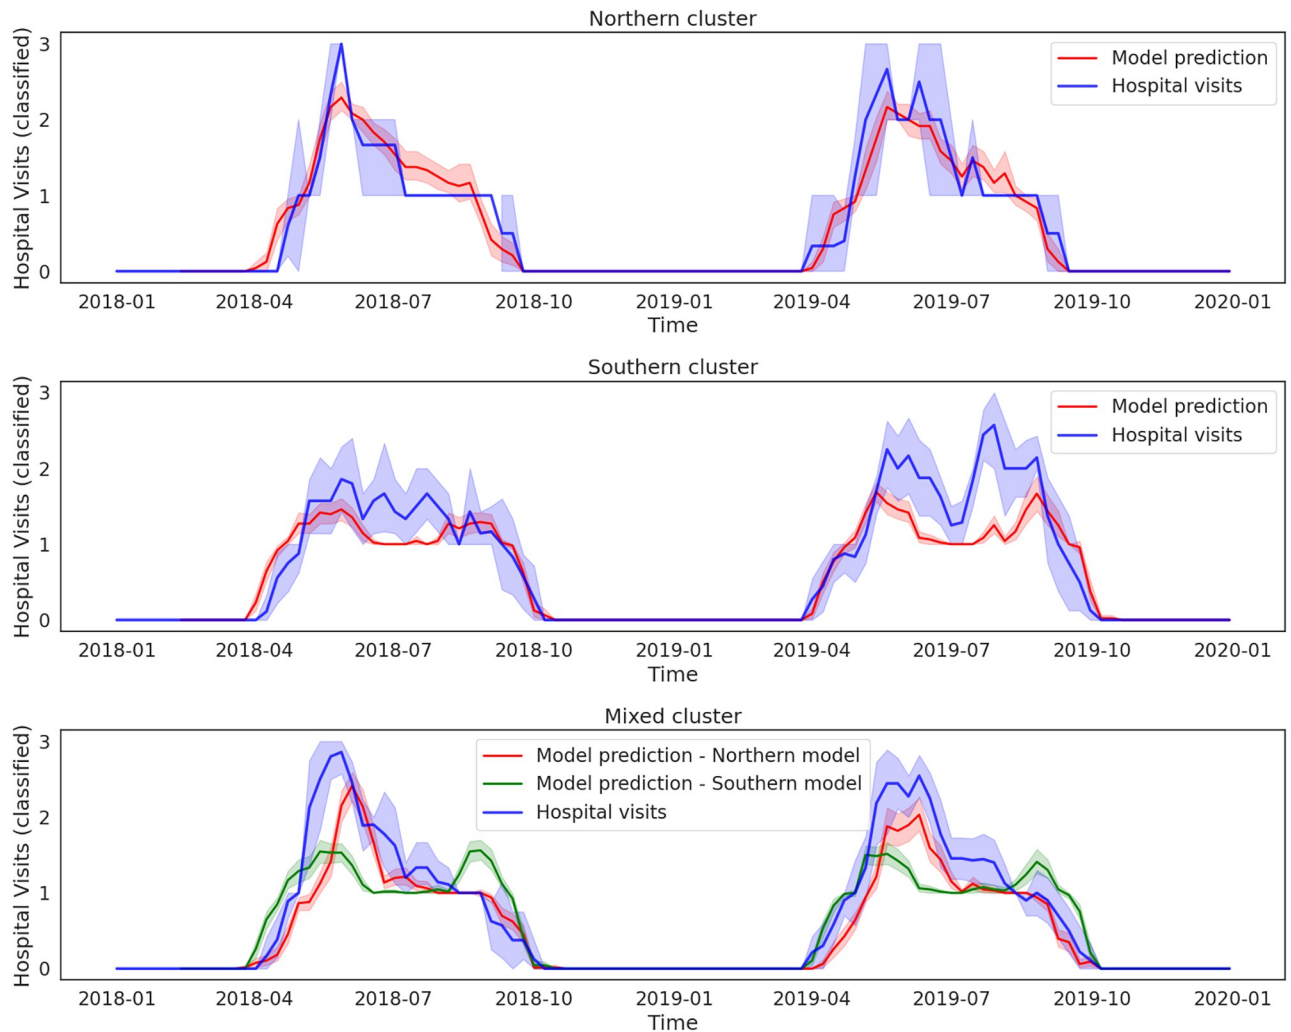 Northern cluster
Hospital Visits (classified)
3
2
1
0
Model prediction
Hospital visits
2018-01 2018-04 2018-07 2018-10 2019-01 2019-04 2019-07 2019-10 2020-01
Time
Southern cluster
Hospital Visits (classified)
3
2
1
0
Model prediction
Hospital visits
2018-01 2018-04 2018-07 2018-10 2019-01 2019-04 2019-07 2019-10 2020-01
Time
Mixed cluster
Hospital Visits (classified)
3
2
1
0
Model prediction - Northern model
Model prediction - Southern model
Hospital visits
2018-01 2018-04 2018-07 2018-10 2019-01 2019-04 2019-07 2019-10 2020-01
Time